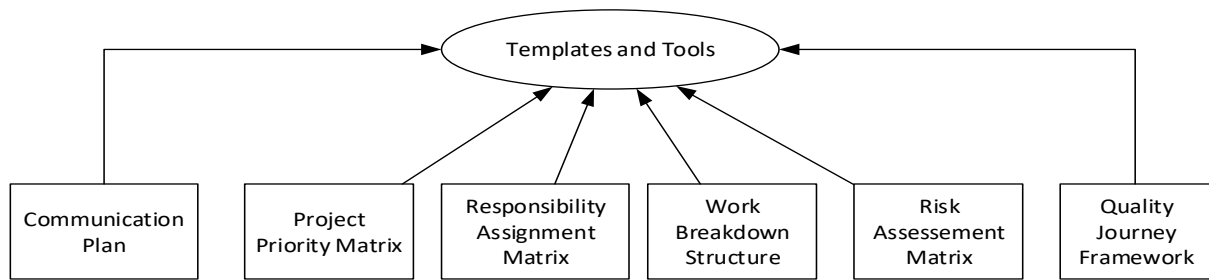 Templates and Tools
Communication
Plan
Project
Priority Matrix
Responsibility
Assignment
Matrix
Work
Breakdown
Structure
Risk
Assessement
Matrix
Quality
Journey
Framework